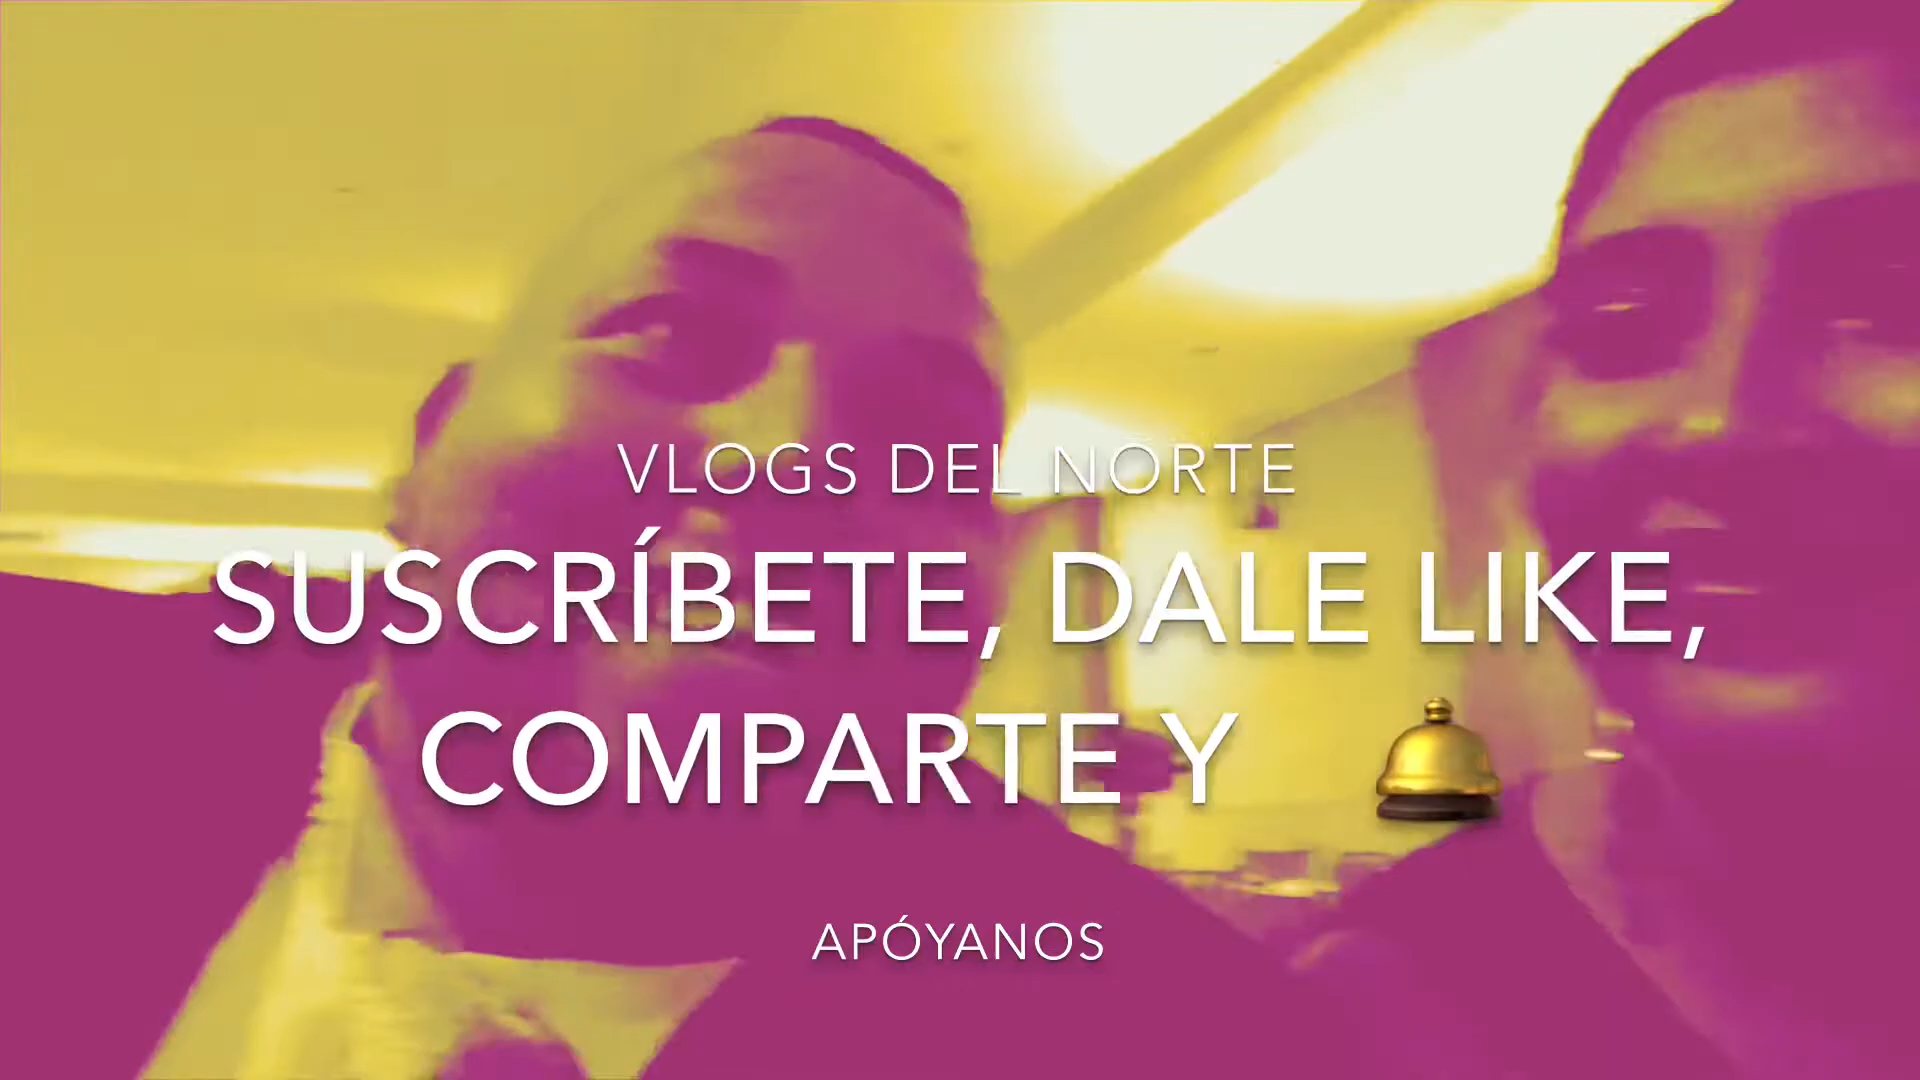 VLOGS DEL NORTE
SUSCRÍBETE, DALE LIKE,
COMPARTE Y 🛎️
APÓYANOS